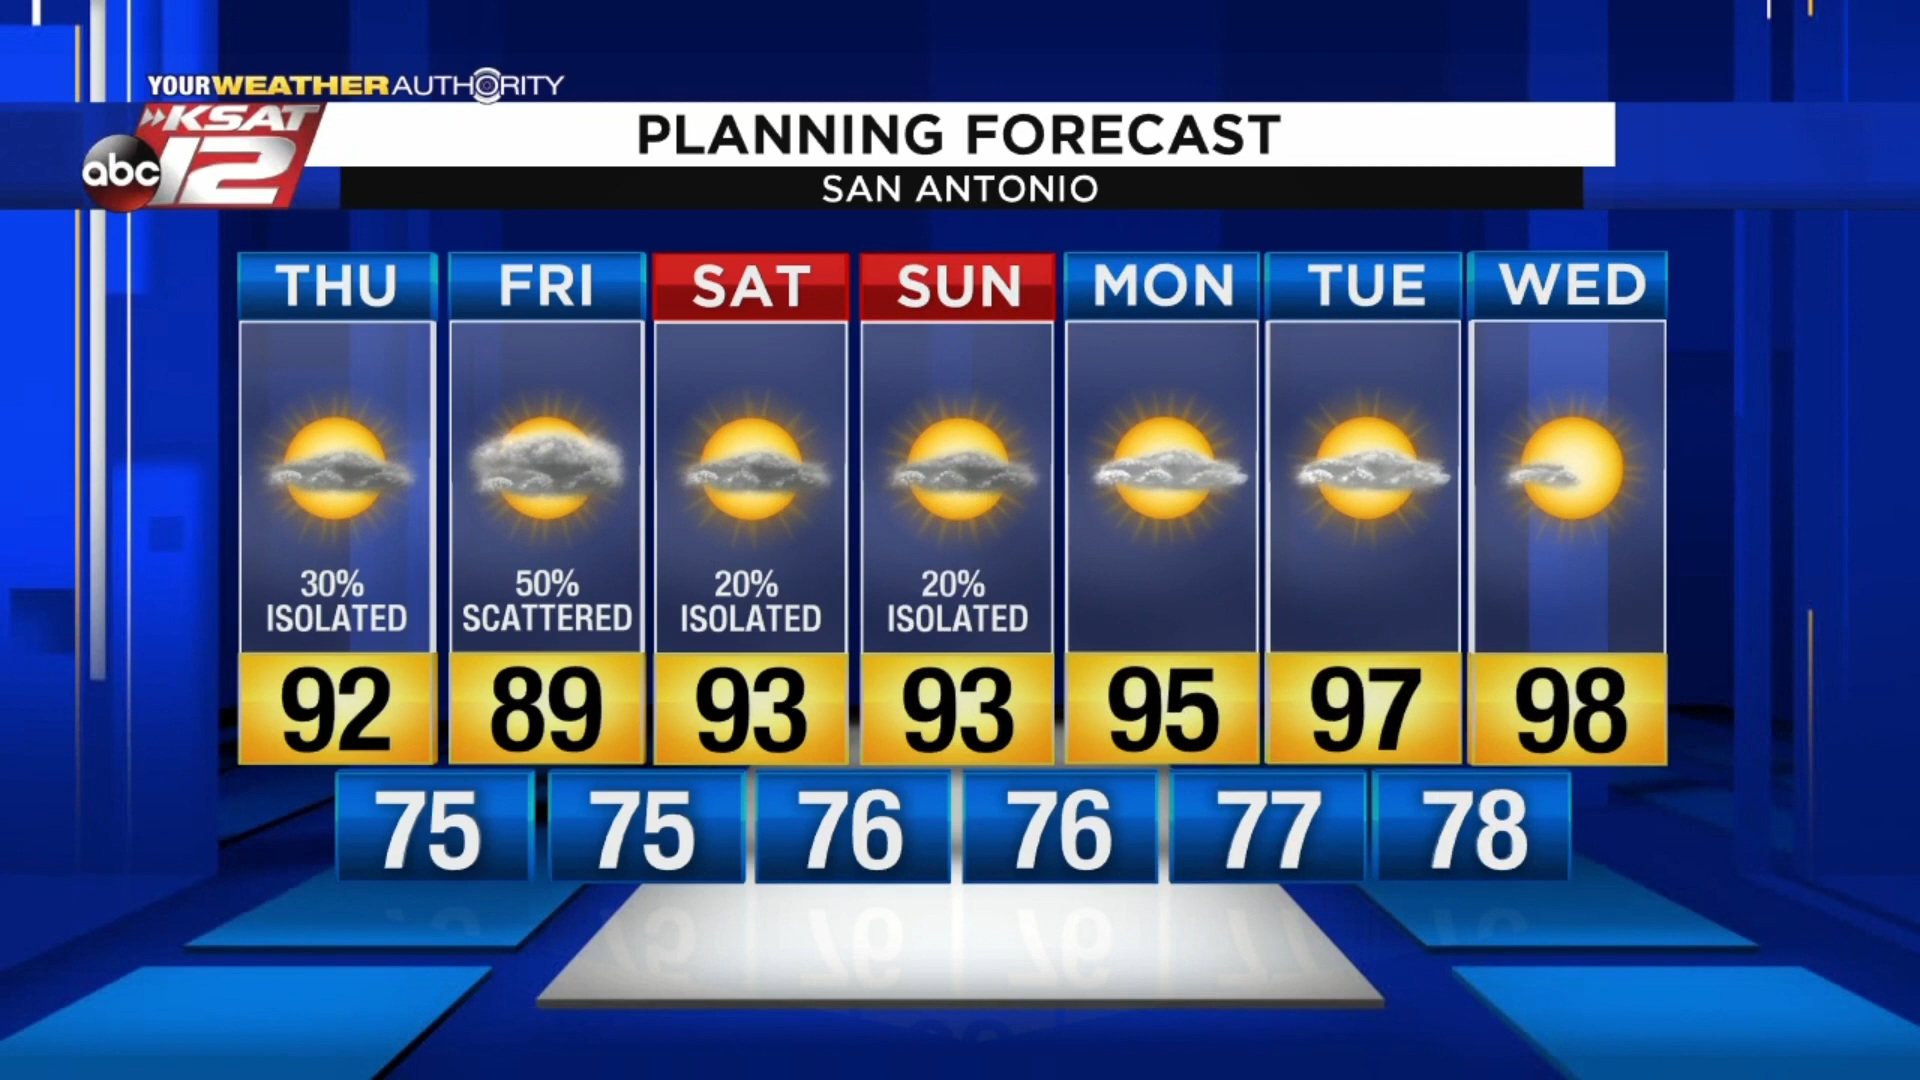 YOURWEATHERAUTHORITY
KSAT
abc
12
PLANNING FORECAST
SAN ANTONIO
THU FRI SAT SUN MON TUE WED
30% 50% 20% 20%
ISOLATED SCATTERED ISOLATED ISOLATED
92 89 93 93 95 97 98
75 75 76 76 77 78